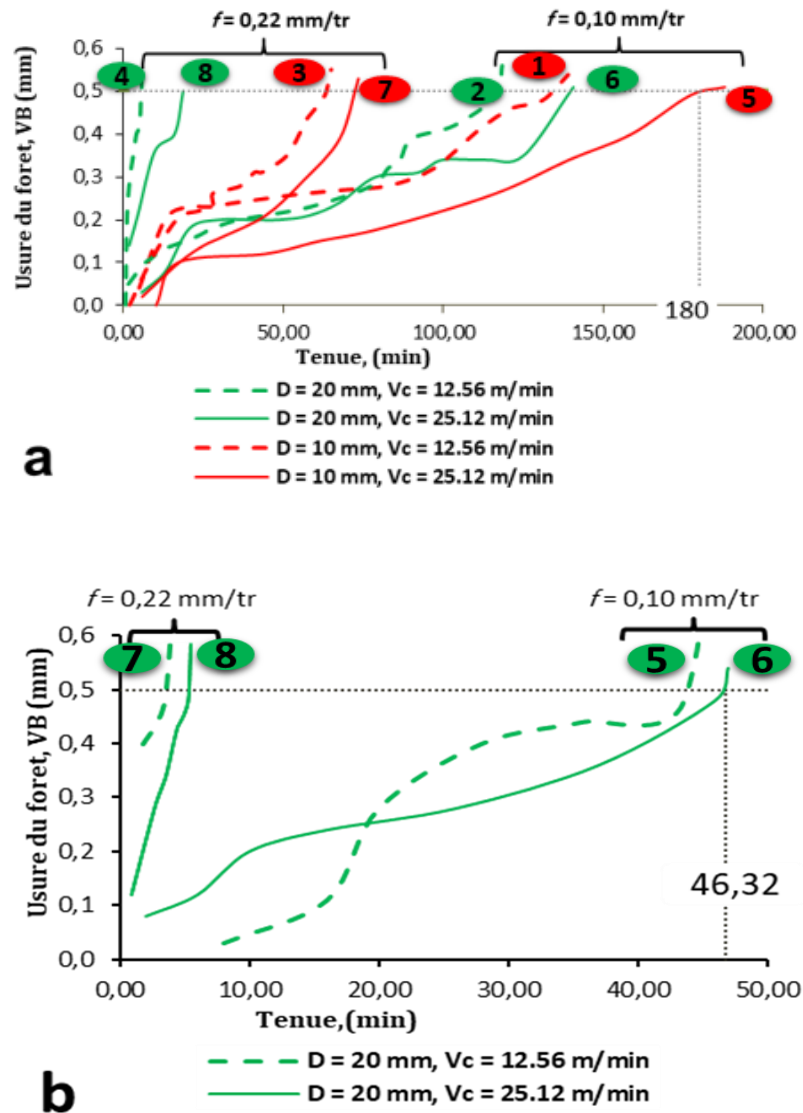 f = 0,22 mm/tr
f = 0,10 mm/tr
Usure du foret, VB (mm)
0,6
0,5
0,4
0,3
0,2
0,1
0,0
4
8
3
7
2
1
6
5
180
0,00
50,00
100,00
150,00
200,00
Tenue, (min)
D = 20 mm, Vc = 12.56 m/min
D = 20 mm, Vc = 25.12 m/min
D = 10 mm, Vc = 12.56 m/min
D = 10 mm, Vc = 25.12 m/min
a
f = 0,22 mm/tr
f = 0,10 mm/tr
Usure du foret, VB (mm)
0,6
0,5
0,4
0,3
0,2
0,1
0,0
7
8
5
6
46,32
0,00
10,00
20,00
30,00
40,00
50,00
Tenue,(min)
D = 20 mm, Vc = 12.56 m/min
D = 20 mm, Vc = 25.12 m/min
b